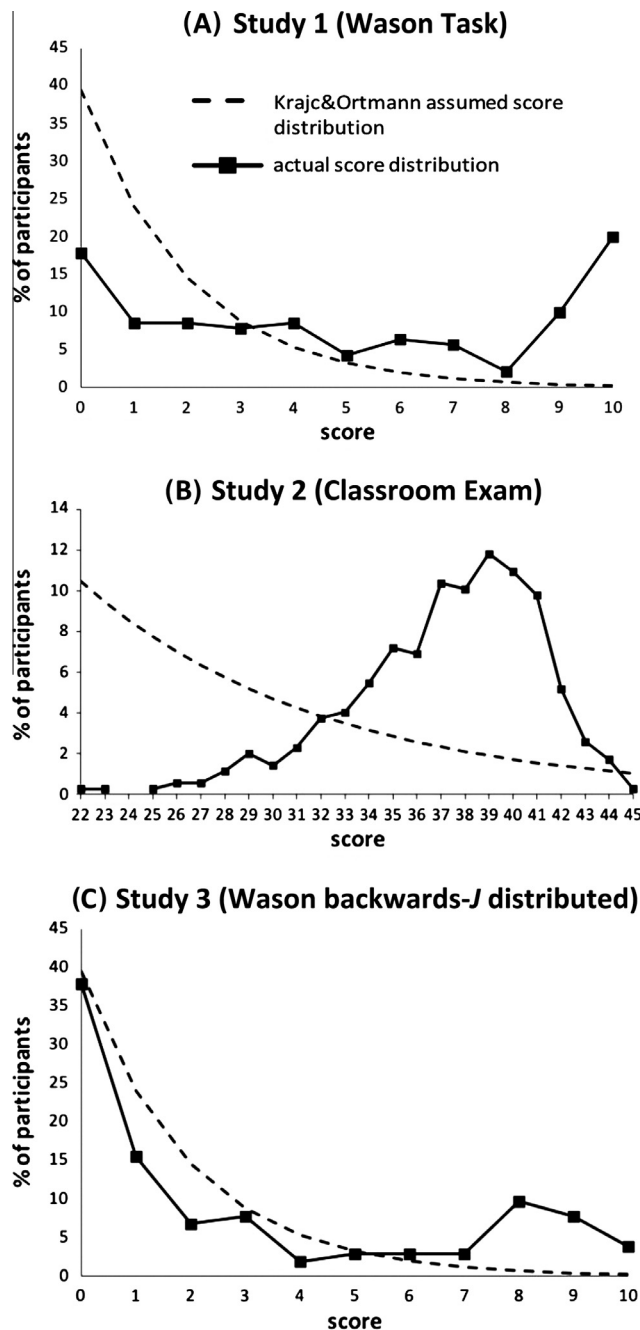 (A) Study 1 (Wason Task)
45
40
35
30
25
20
15
10
5
0
% of participants
Krajc&Ortmann assumed score
distribution
actual score distribution
0 1 2 3 4 5 6 7 8 9 10
score
(B) Study 2 (Classroom Exam)
14
12
10
8
6
4
2
0
% of participants
22 23 24 25 26 27 28 29 30 31 32 33 34 35 36 37 38 39 40 41 42 43 44 45
score
(C) Study 3 (Wason backwards-J distributed)
45
40
35
30
25
20
15
10
5
0
% of participants
0 1 2 3 4 5 6 7 8 9 10
score